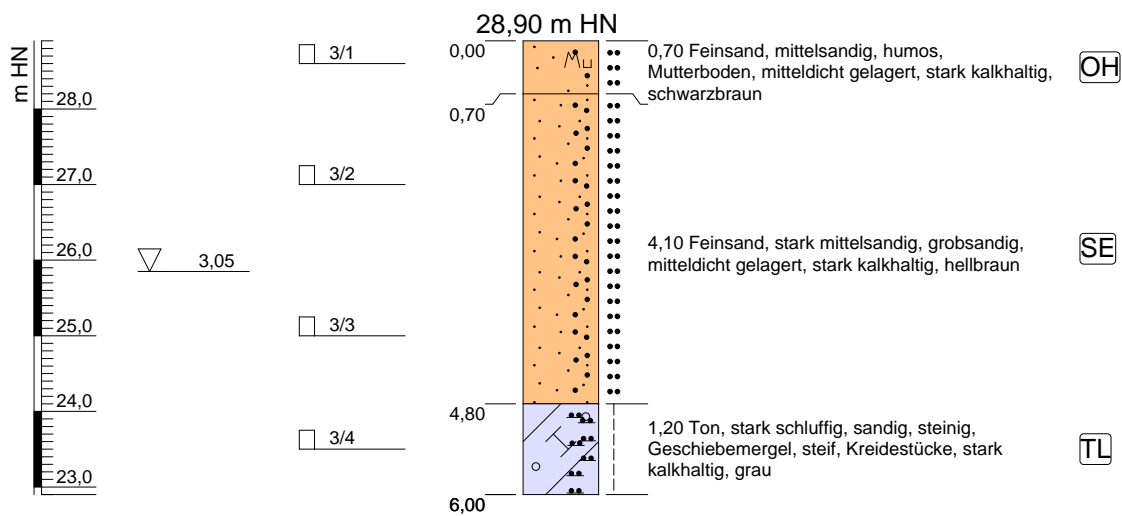 28,90 m HN
m HN
0,00
3/1
0,70 Feinsand, mittelsandig, humos,
Mutterboden, mitteldicht gelagert, stark kalkhaltig,
schwarzbraun
OH
Mu
28,0
0,70
27,0
3/2
26,0
3,05
4,10 Feinsand, stark mittelsandig, grobsandig,
mitteldicht gelagert, stark kalkhaltig, hellbraun
SE
25,0
3/3
24,0
4,80
3/4
1,20 Ton, stark schluffig, sandig, steinig,
Geschiebemergel, steif, Kreidestücke, stark
kalkhaltig, grau
TL
23,0
6,00